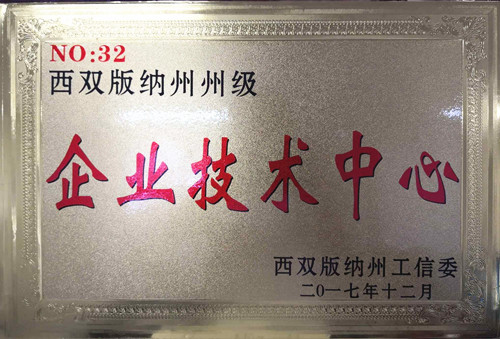 NO:32
西双版纳州州级
企业技术中心
西双版纳州工信委
二0一七年十二月